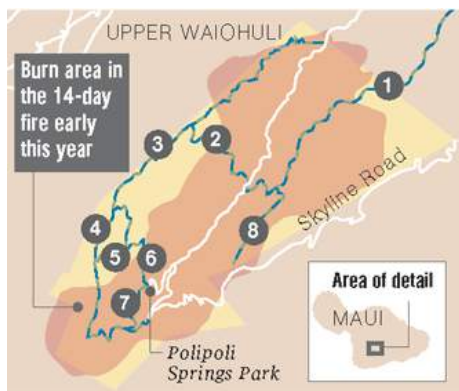 UPPER WAIOHULI
Burn area in
the 14-day
fire early
this year
1
2
3
4
5
6
7
8
Skyline Road
Polipoli
Springs Park
Area of detail
MAUI